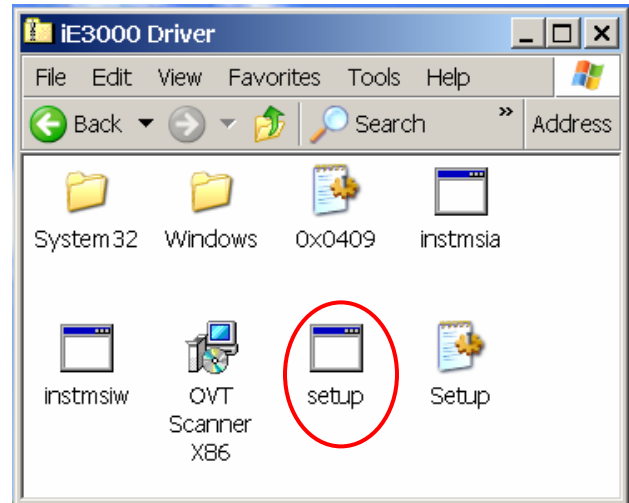 iE3000 Driver
File Edit View Favorites Tools Help
Back Search » Address
System32 Windows 0x0409 instmsia
instmsiw OVT Scanner X86 setup Setup